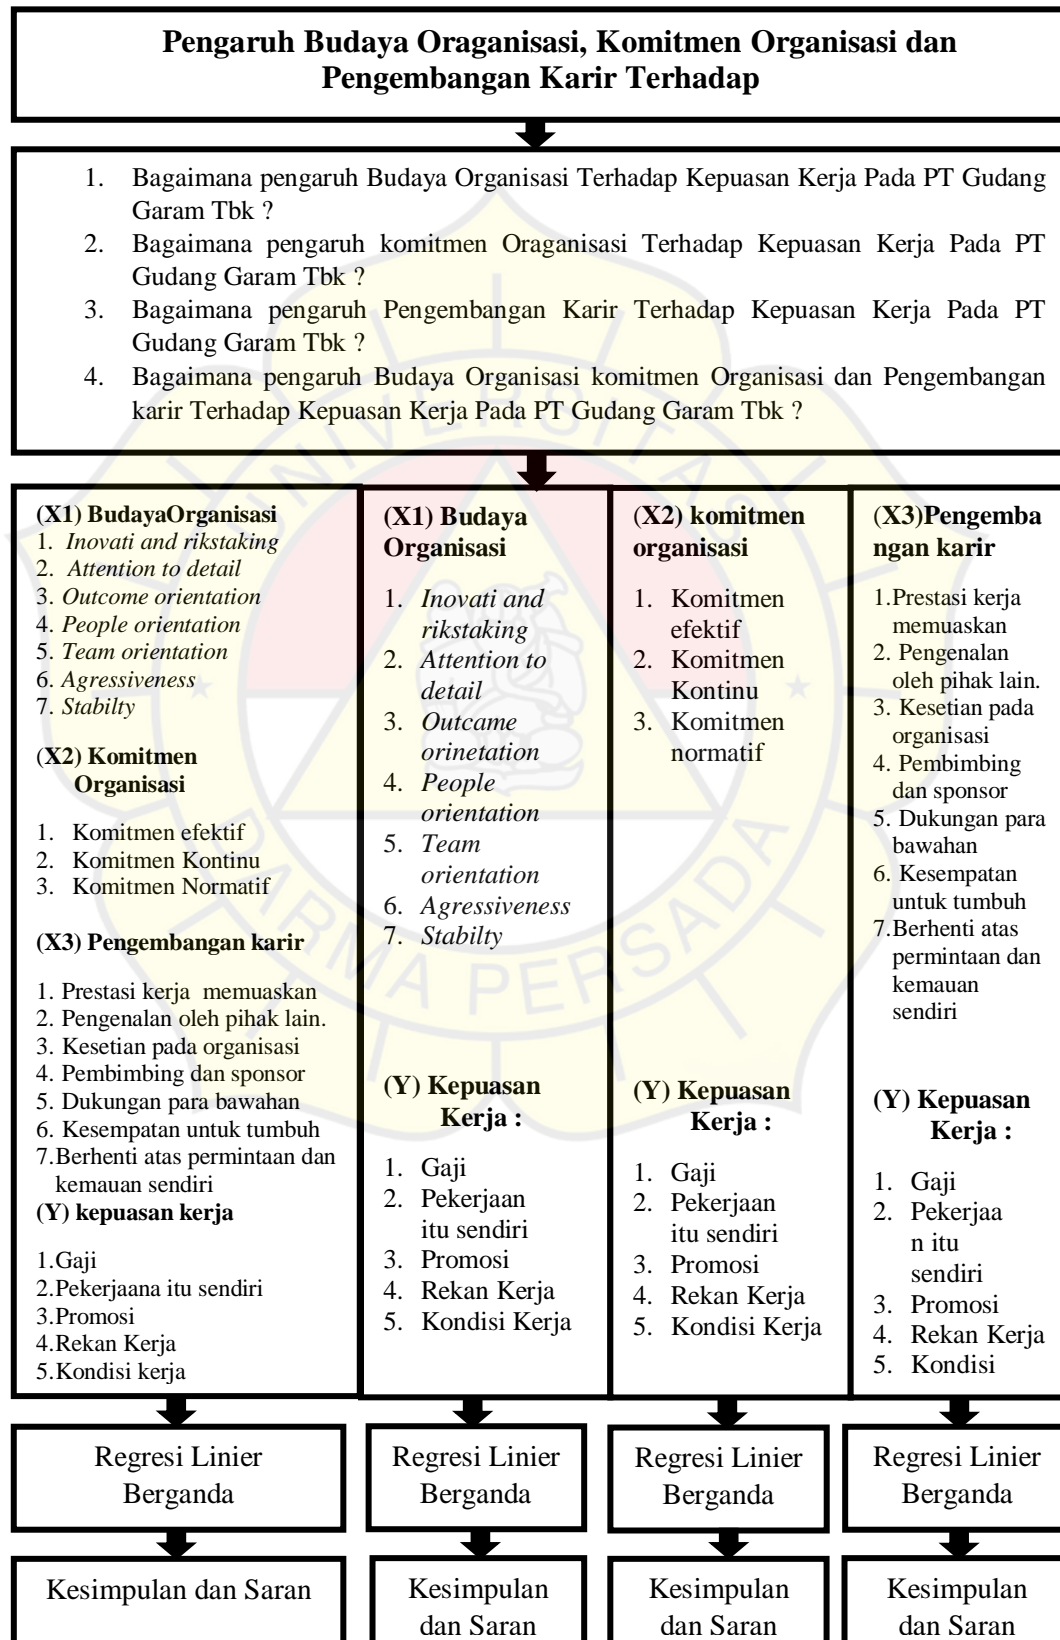 Pengaruh Budaya Oraganisasi, Komitmen Organisasi dan
Pengembangan Karir Terhadap
1. Bagaimana pengaruh Budaya Organisasi Terhadap Kepuasan Kerja Pada PT Gudang
Garam Tbk ?
2. Bagaimana pengaruh komitmen Oraganisasi Terhadap Kepuasan Kerja Pada PT
Gudang Garam Tbk ?
3. Bagaimana pengaruh Pengembangan Karir Terhadap Kepuasan Kerja Pada PT
Gudang Garam Tbk ?
4. Bagaimana pengaruh Budaya Organisasi komitmen Organisasi dan Pengembangan
karir Terhadap Kepuasan Kerja Pada PT Gudang Garam Tbk ?
(X1) BudayaOrganisasi
1. Inovati and rikstaking
2. Attention to detail
3. Outcome orientation
4. People orientation
5. Team orientation
6. Agressiveness
7. Stabilty
(X2) Komitmen
Organisasi
1. Komitmen efektif
2. Komitmen Kontinu
3. Komitmen Normatif
(X3) Pengembangan karir
1. Prestasi kerja memuaskan
2. Pengenalan oleh pihak lain.
3. Kesetian pada organisasi
4. Pembimbing dan sponsor
5. Dukungan para bawahan
6. Kesempatan untuk tumbuh
7.Berhenti atas permintaan dan
kemauan sendiri
(Y) kepuasan kerja
1.Gaji
2.Pekerjaana itu sendiri
3.Promosi
4.Rekan Kerja
5.Kondisi kerja
(X1) Budaya
Organisasi
1. Inovati and
rikstaking
2. Attention to
detail
3. Outcame
orinetation
4. People
orientation
5. Team
orientation
6. Agressiveness
7. Stabilty
(Y) Kepuasan
Kerja :
1. Gaji
2. Pekerjaan
itu sendiri
3. Promosi
4. Rekan Kerja
5. Kondisi Kerja
(X2) komitmen
organisasi
1. Komitmen
efektif
2. Komitmen
Kontinu
3. Komitmen
normatif
(Y) Kepuasan
Kerja :
1. Gaji
2. Pekerjaan
itu sendiri
3. Promosi
4. Rekan Kerja
5. Kondisi Kerja
(X3)Pengemba
ngan karir
1.Prestasi kerja
memuaskan
2. Pengenalan
oleh pihak lain.
3. Kesetian pada
organisasi
4. Pembimbing
dan sponsor
5. Dukungan para
bawahan
6. Kesempatan
untuk tumbuh
7.Berhenti atas
permintaan dan
kemauan
sendiri
(Y) Kepuasan
Kerja :
1. Gaji
2. Pekerjaa
n itu
sendiri
3. Promosi
4. Rekan Kerja
5. Kondisi
Regresi Linier
Berganda
Regresi Linier
Berganda
Regresi Linier
Berganda
Regresi Linier
Berganda
Kesimpulan dan Saran
Kesimpulan
dan Saran
Kesimpulan
dan Saran
Kesimpulan
dan Saran
UNIVERSITAS
DARMA PERSADA